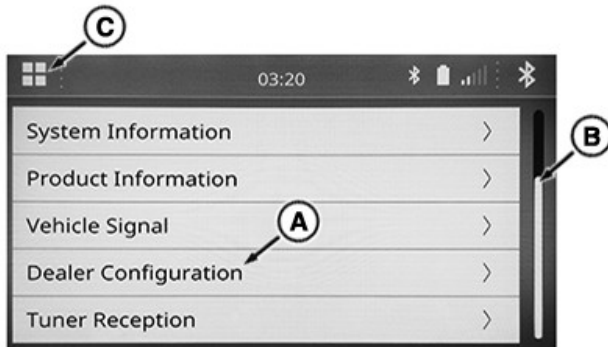 C
03:20
System Information
B
Product Information
Vehicle Signal
A
Dealer Configuration
Tuner Reception